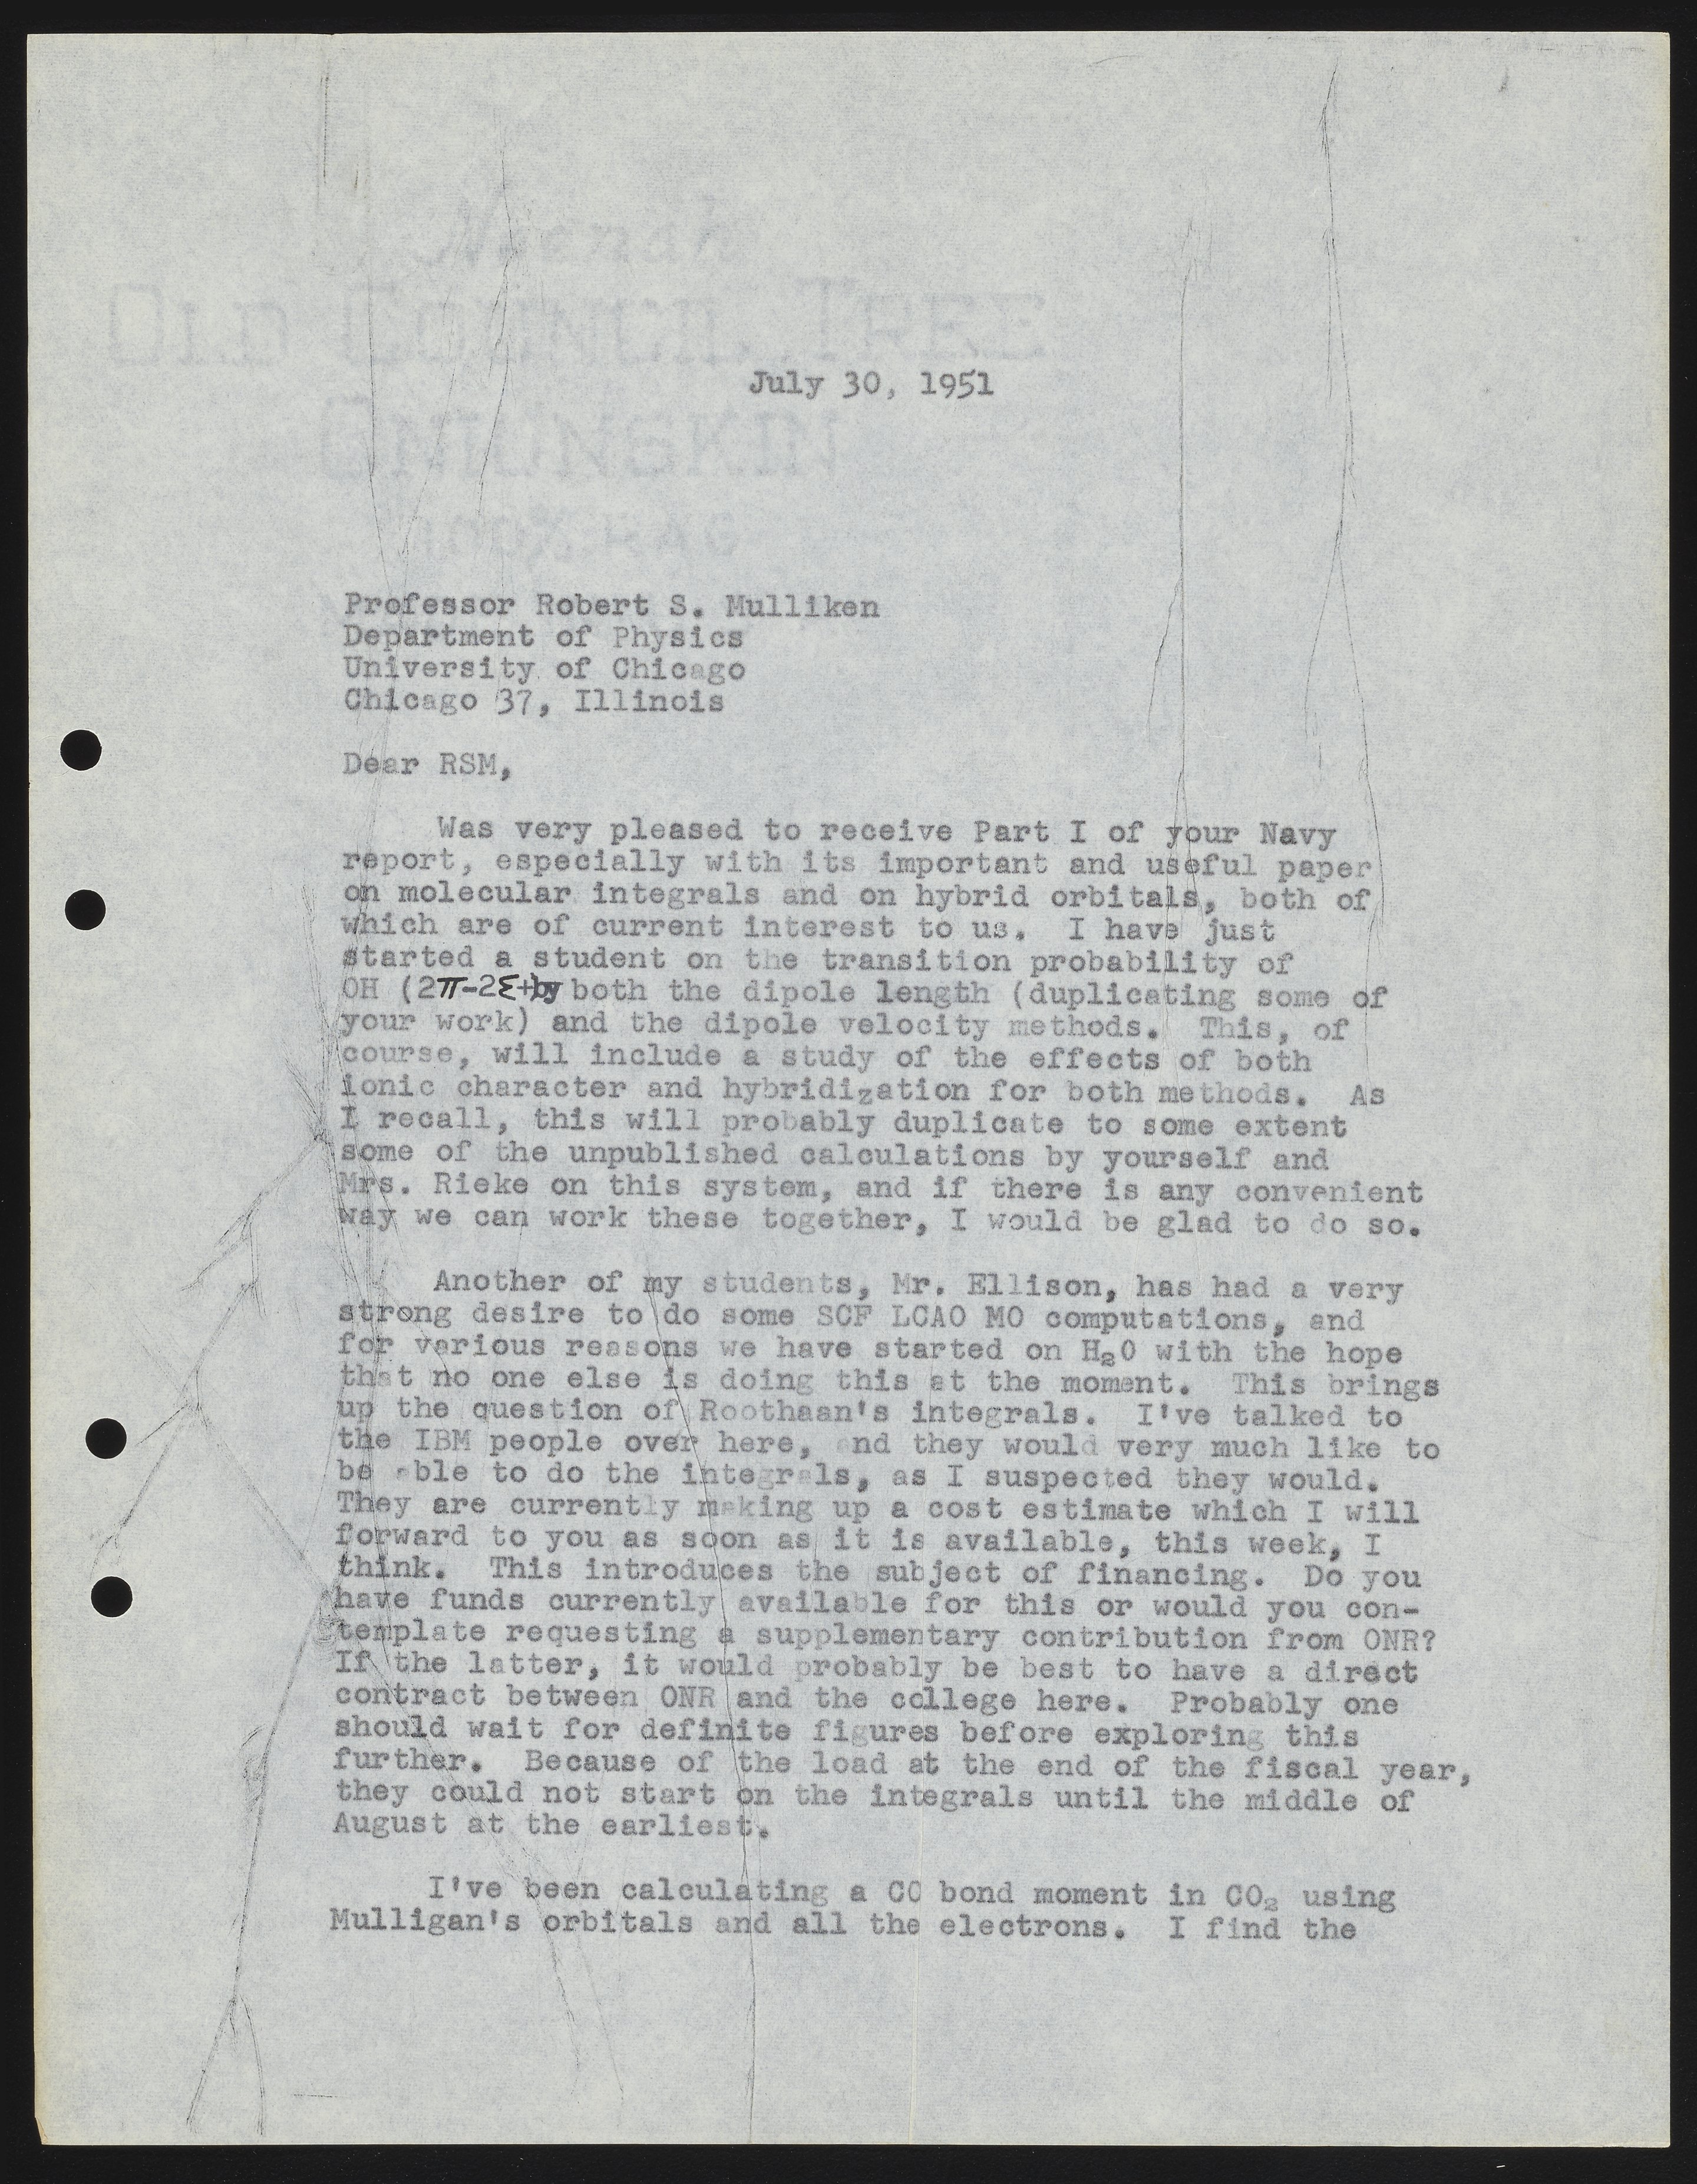 Neenah
OLD COUNCIL TREE
ONIONSKIN
July 30, 1951
Professor Robert S. Mulliken
Department of Physics
University of Chicago
Chicago 37, Illinois
Dear RSM,
Was very pleased to receive Part I of your Navy
report, especially with its important and useful paper
on molecular integrals and on hybrid orbitals, both of
which are of current interest to us. I have just
started a student on the transition probability of
OH (2π-2Σ+)by both the dipole length (duplicating some of
your work) and the dipole velocity methods. This, of
course, will include a study of the effects of both
ionic character and hybridization for both methods. As
I recall, this will probably duplicate to some extent
some of the unpublished calculations by yourself and
Mrs. Rieke on this system, and if there is any convenient
way we can work these together, I would be glad to do so.
Another of my students, Mr. Ellison, has had a very
strong desire to do some SCF LCAO MO computations, and
for various reasons we have started on H₂O with the hope
that no one else is doing this at the moment. This brings
up the question of Roothaan's integrals. I've talked to
the IBM people over here, and they would very much like to
be able to do the integrals, as I suspected they would.
They are currently making up a cost estimate which I will
forward to you as soon as it is available, this week, I
think. This introduces the subject of financing. Do you
have funds currently available for this or would you con-
template requesting a supplementary contribution from ONR?
If the latter, it would probably be best to have a direct
contract between ONR and the college here. Probably one
should wait for definite figures before exploring this
further. Because of the load at the end of the fiscal year,
they could not start on the integrals until the middle of
August at the earliest.
I've been calculating a CO bond moment in CO₂ using
Mulligan's orbitals and all the electrons. I find the